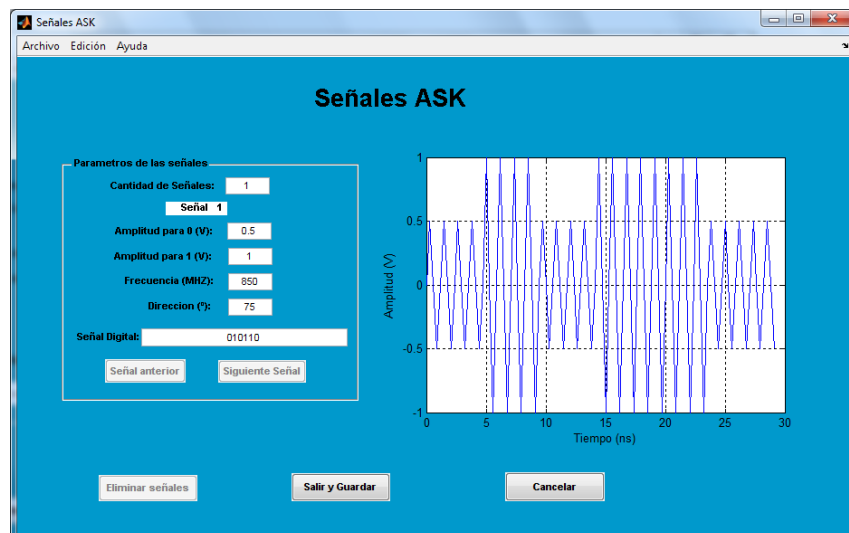 Señales ASK
Archivo Edición Ayuda
Señales ASK
Parametros de las señales
Cantidad de Señales: 1
Señal 1
Amplitud para 0 (V): 0.5
Amplitud para 1 (V): 1
Frecuencia (MHZ): 850
Direccion (º): 75
Señal Digital: 010110
Señal anterior Siguiente Señal
1
0.5
0
-0.5
-1
Amplitud (V)
0 5 10 15 20 25 30
Tiempo (ns)
Eliminar señales Salir y Guardar Cancelar